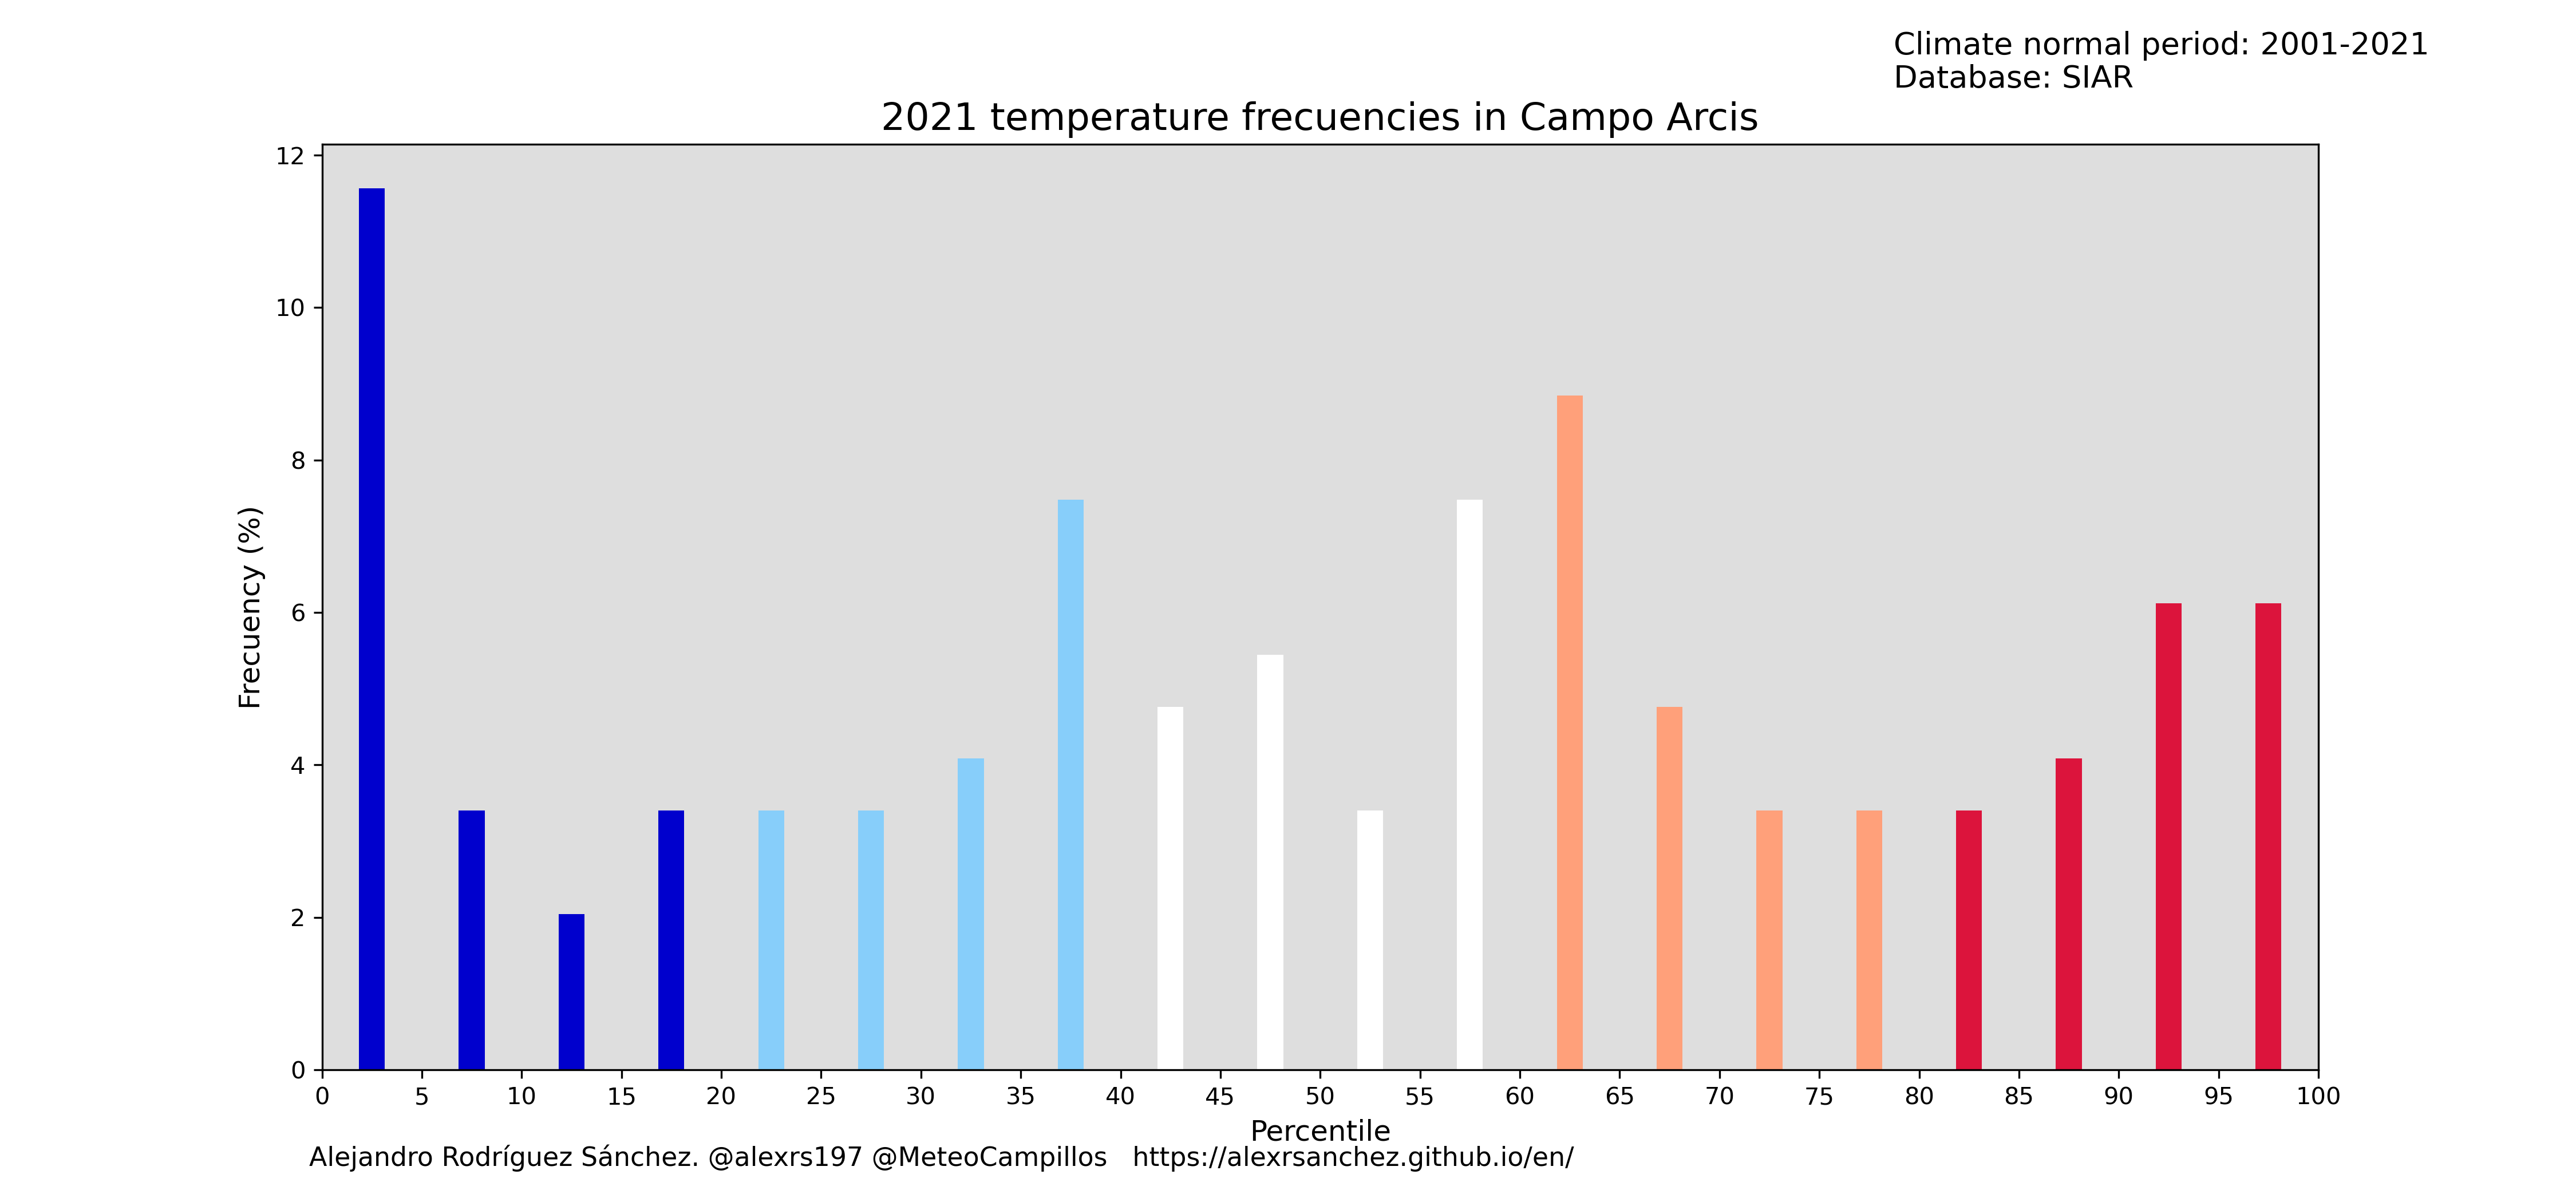 Climate normal period: 2001-2021
Database: SIAR
2021 temperature frecuencies in Campo Arcis
12
10
8
6
4
2
0
Frecuency (%)
0 5 10 15 20 25 30 35 40 45 50 55 60 65 70 75 80 85 90 95 100
Percentile
Alejandro Rodríguez Sánchez. @alexrs197 @MeteoCampillos https://alexrsanchez.github.io/en/